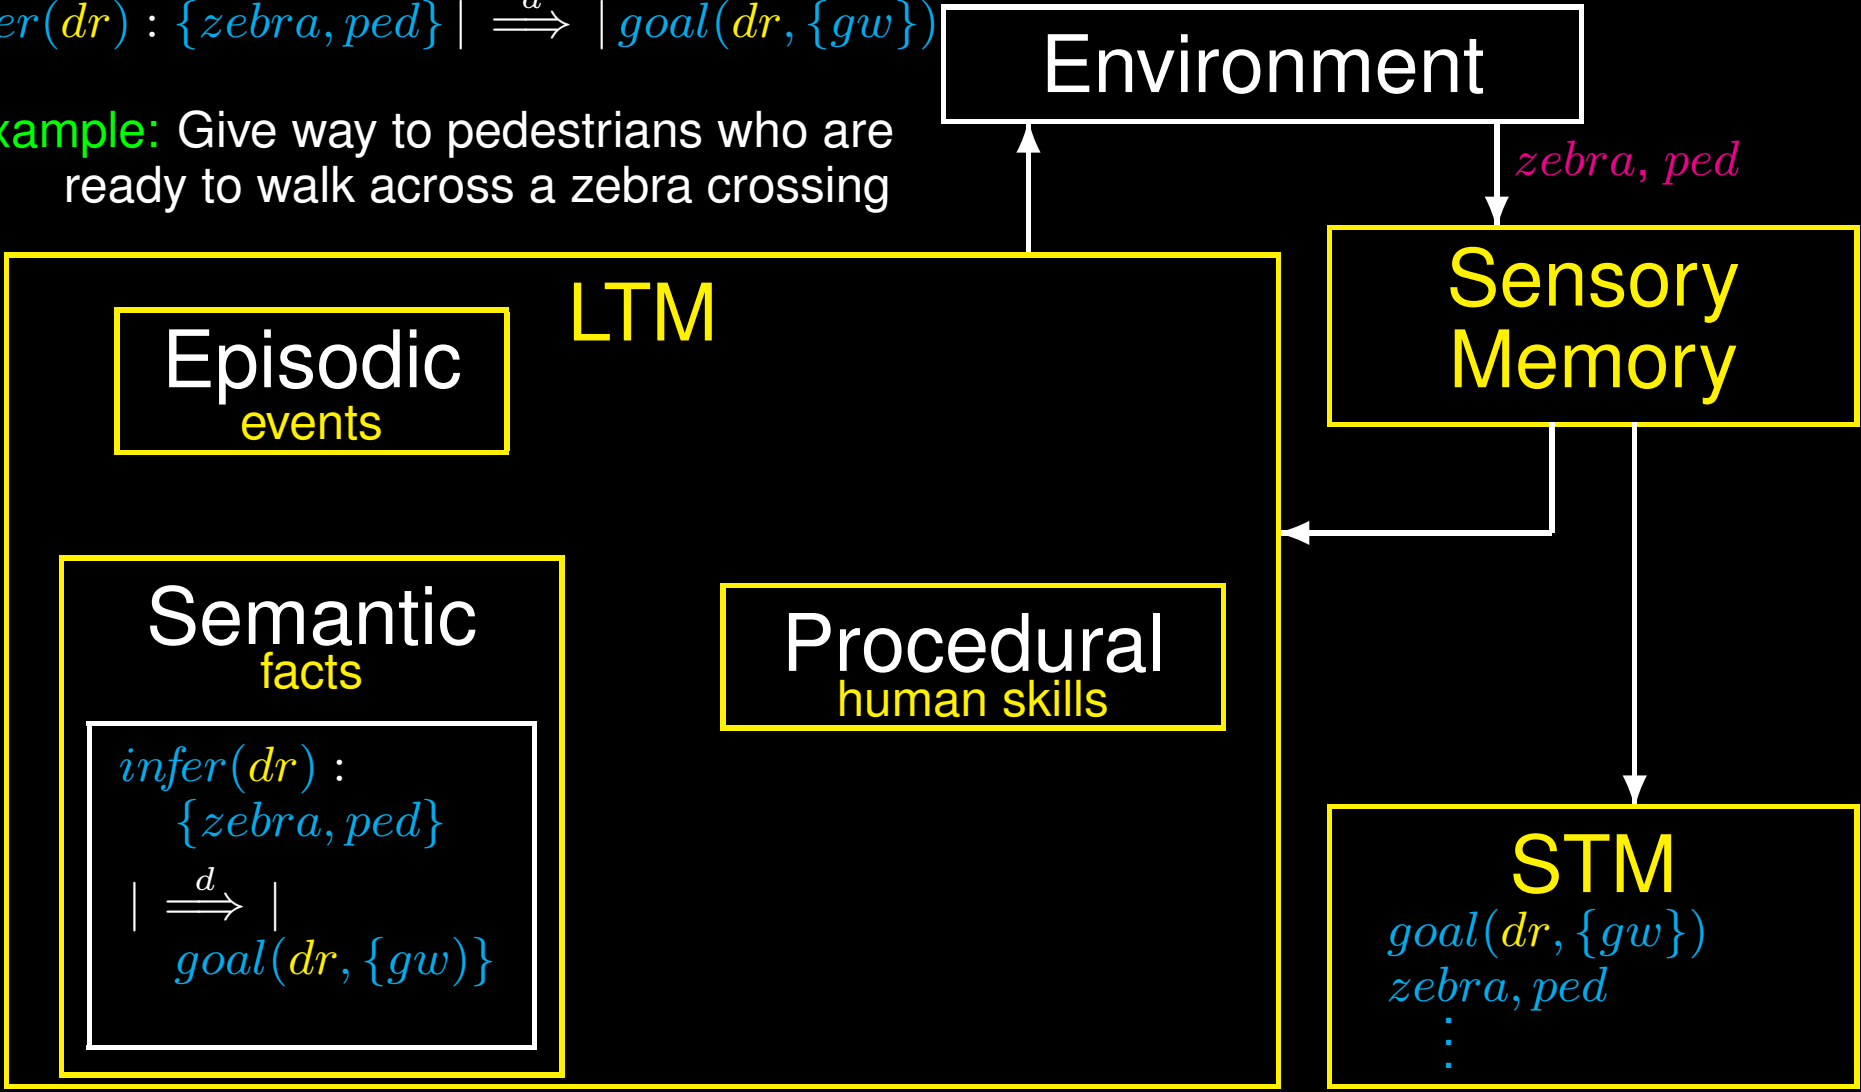 er(dr) : {zebra, ped} | ⟹ | goal(dr, {gw})
xample: Give way to pedestrians who are
ready to walk across a zebra crossing
Environment
zebra, ped
Sensory
Memory
LTM
Episodic
events
Semantic
facts
infer(dr) :
{zebra, ped}
| d⟹ |
goal(dr, {gw)}
Procedural
human skills
STM
goal(dr, {gw})
zebra, ped
⋮